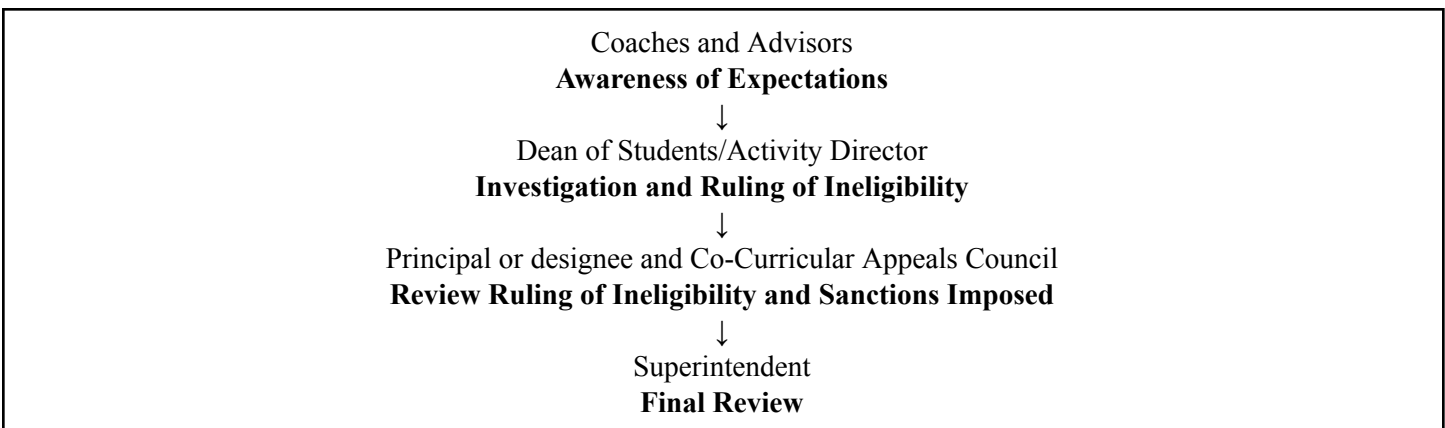 Coaches and Advisors
Awareness of Expectations
↓
Dean of Students/Activity Director
Investigation and Ruling of Ineligibility
↓
Principal or designee and Co-Curricular Appeals Council
Review Ruling of Ineligibility and Sanctions Imposed
↓
Superintendent
Final Review